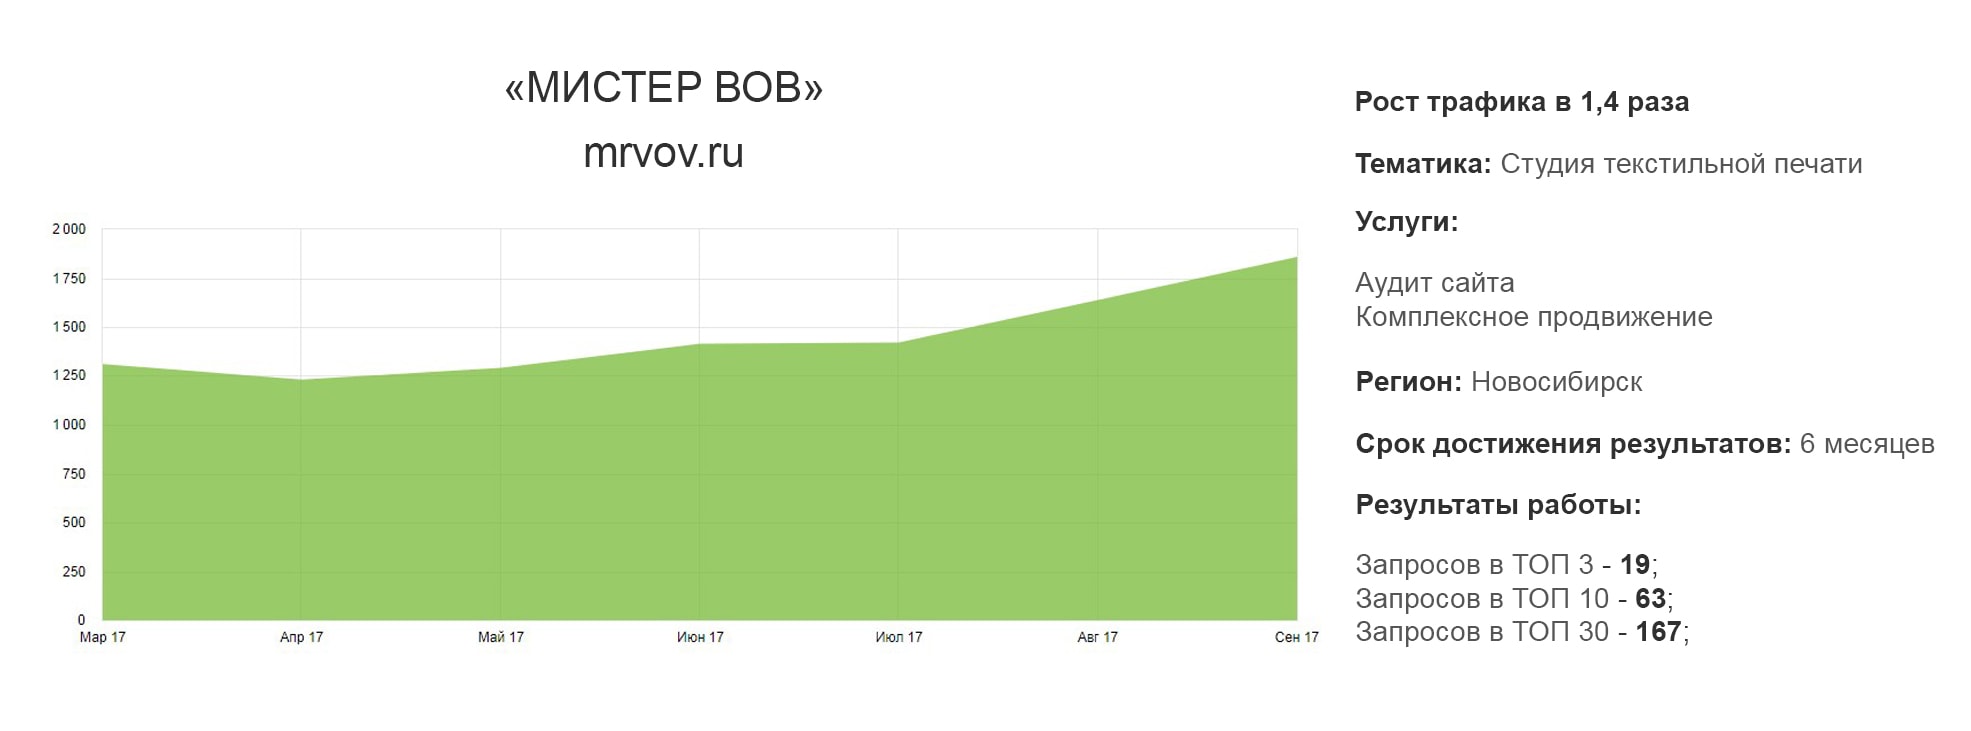 «МИСТЕР ВОВ»
mrvov.ru
2 000
1 750
1 500
1 250
1 000
750
500
250
0
Мар 17
Апр 17
Май 17
Июн 17
Июл 17
Авг 17
Сен 17
Рост трафика в 1,4 раза
Тематика: Студия текстильной печати
Услуги:
Аудит сайта
Комплексное продвижение
Регион: Новосибирск
Срок достижения результатов: 6 месяцев
Результаты работы:
Запросов в ТОП 3 - 19;
Запросов в ТОП 10 - 63;
Запросов в ТОП 30 - 167;